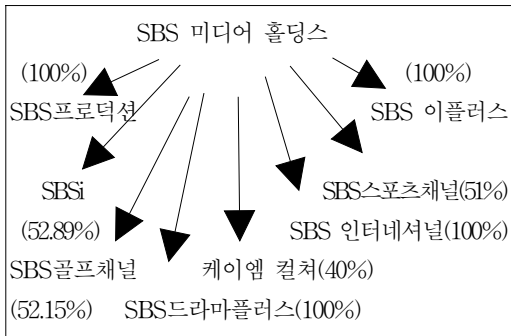 SBS 미디어 홀딩스
(100%) (100%)
SBS프로덕션 SBS 이플러스
SBSi SBS스포츠채널(51%)
(52.89%) SBS 인터네셔널(100%)
SBS골프채널 케이엠 컬쳐(40%)
(52.15%) SBS드라마플러스(100%)